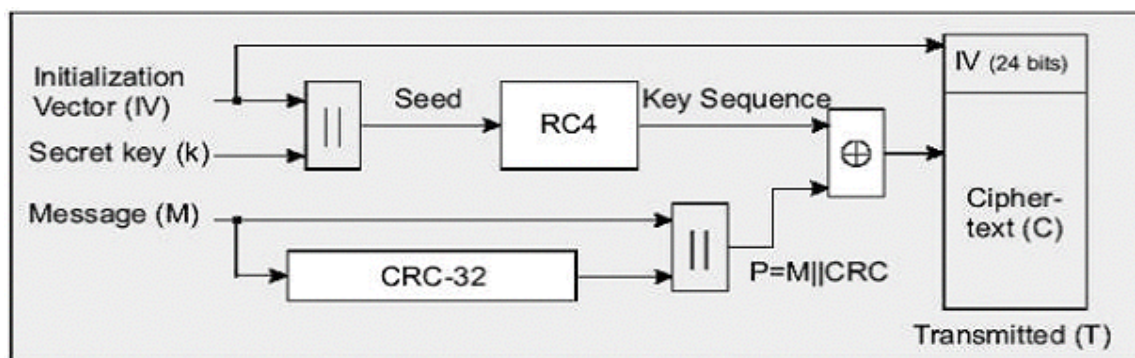 Initialization
Vector (IV)
Secret key (k)
Message (M)
||
Seed
RC4
Key Sequence
⊕
CRC-32
||
P=M||CRC
IV (24 bits)
Cipher-
text (C)
Transmitted (T)